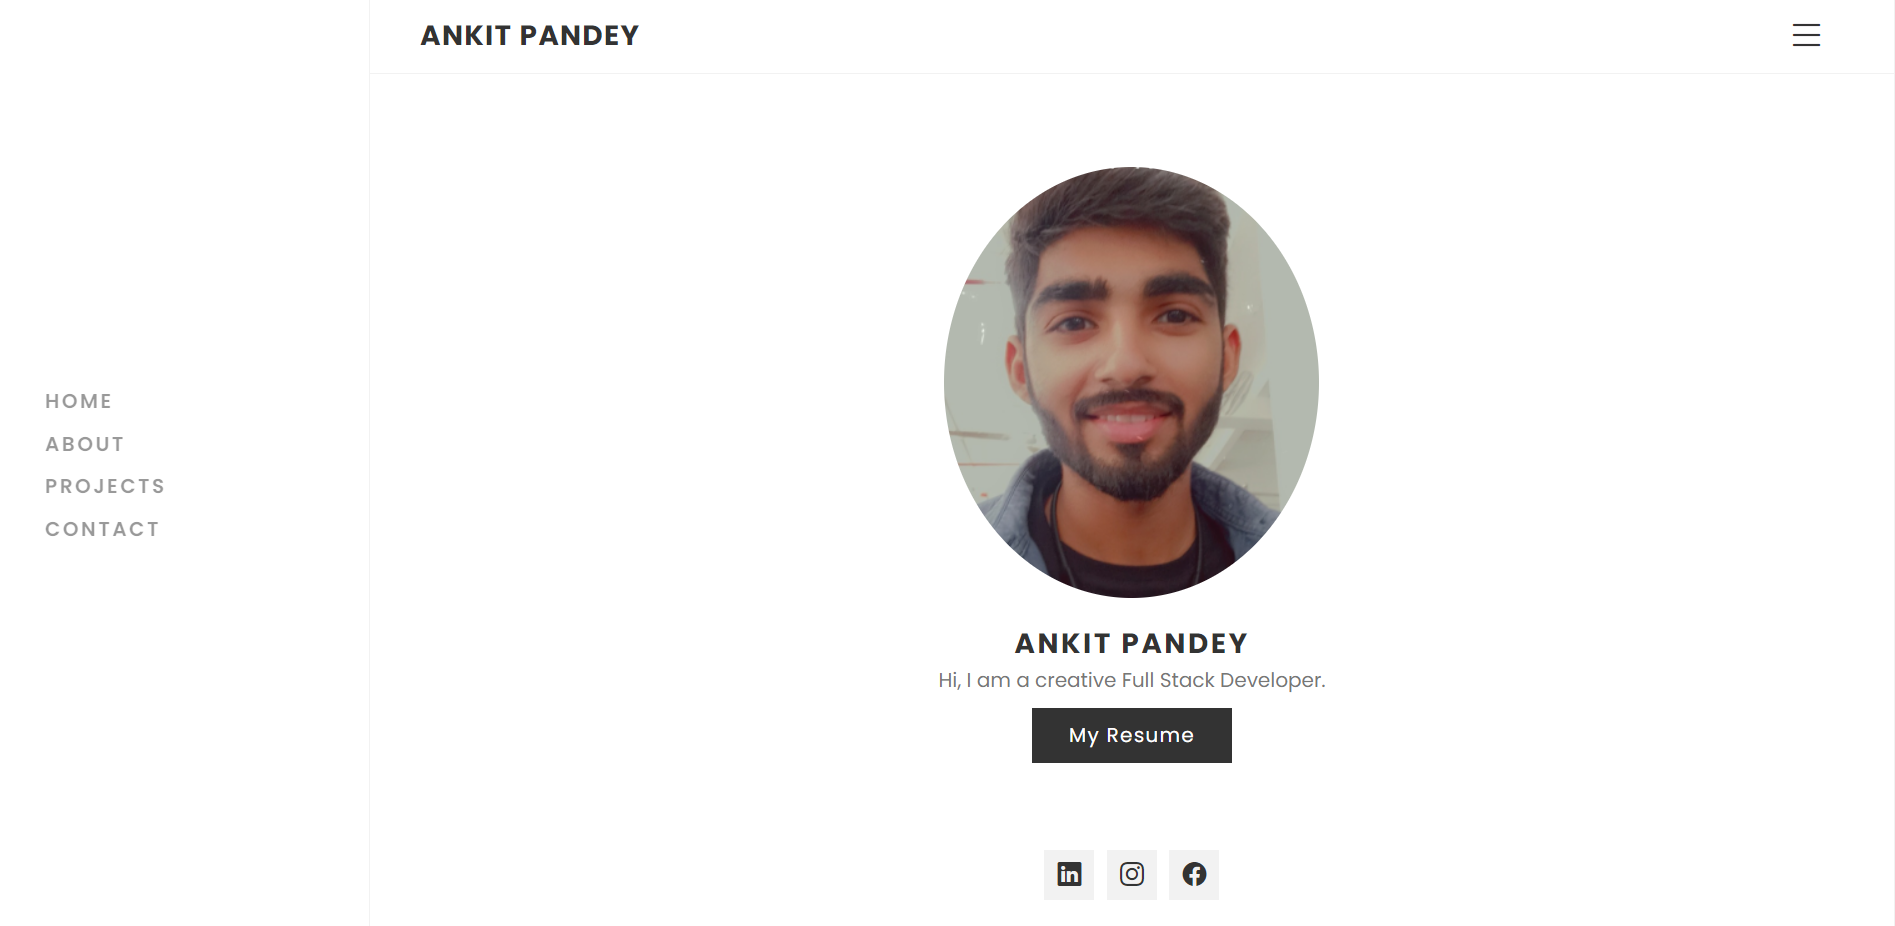 ANKIT PANDEY
HOME
ABOUT
PROJECTS
CONTACT
ANKIT PANDEY
Hi, I am a creative Full Stack Developer.
My Resume